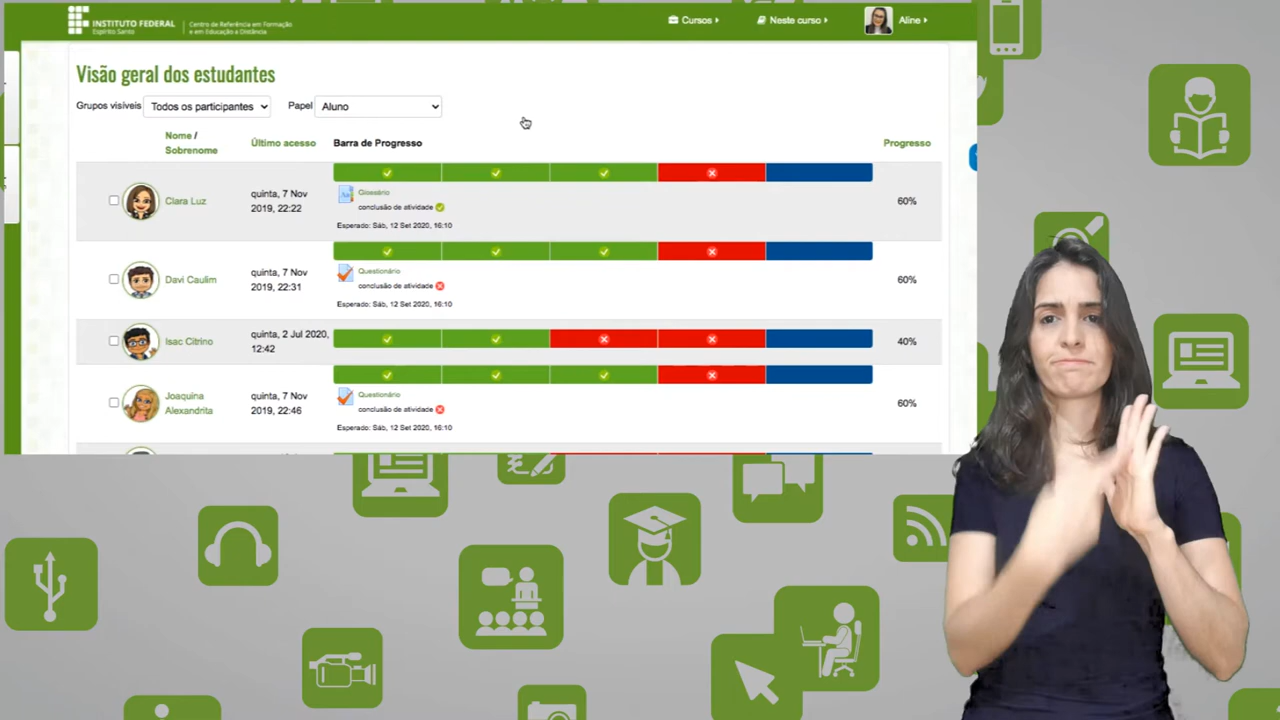 INSTITUTO FEDERAL
Espírito Santo
Centro de Referência em Formação
e em Educação a Distância
Cursos
Neste curso
Aline
Visão geral dos estudantes
Grupos visíveis Todos os participantes Papel Aluno
Nome / Sobrenome Último acesso Barra de Progresso Progresso
Clara Luz
quinta, 7 Nov
2019, 22:22
Glossário
conclusão de atividade
Esperado: Sáb, 12 Set 2020, 16:10
60%
Davi Caulim
quinta, 7 Nov
2019, 22:31
Questionário
conclusão de atividade
Esperado: Sáb, 12 Set 2020, 16:10
60%
Isac Citrino
quinta, 2 Jul 2020,
12:42
40%
Joaquina
Alexandrita
quinta, 7 Nov
2019, 22:46
Questionário
conclusão de atividade
Esperado: Sáb, 12 Set 2020, 16:10
60%